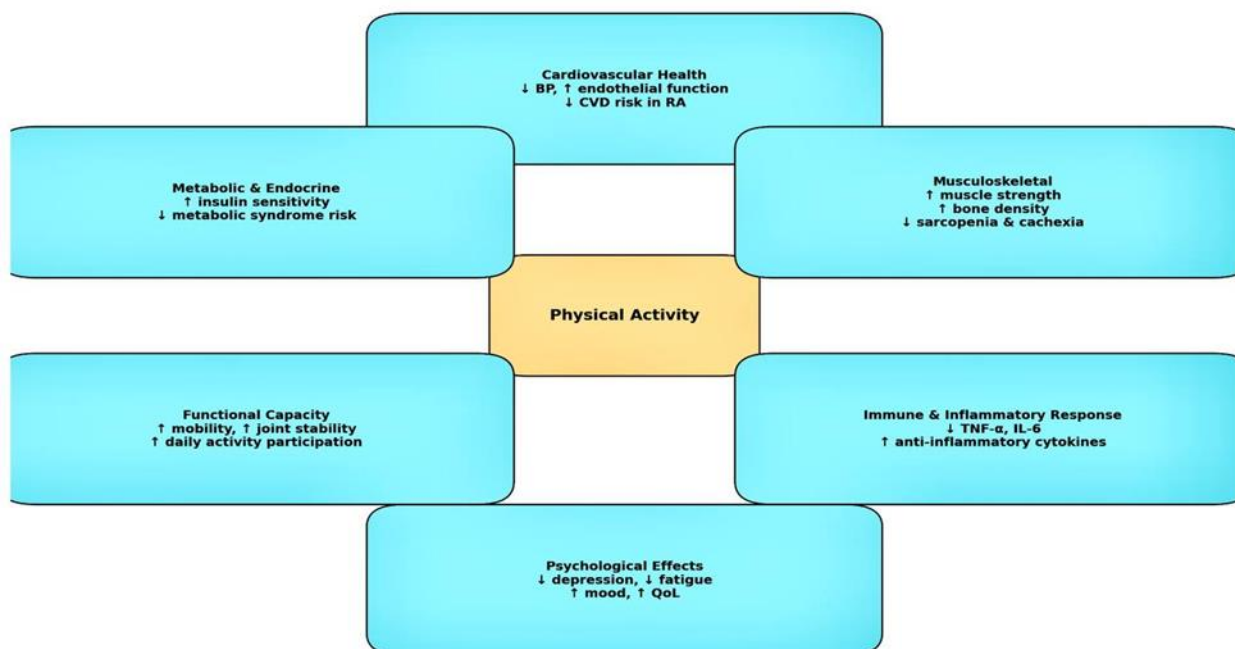 Cardiovascular Health
↓ BP, ↑ endothelial function
↓ CVD risk in RA
Metabolic & Endocrine
↑ insulin sensitivity
↓ metabolic syndrome risk
Musculoskeletal
↑ muscle strength
↑ bone density
↓ sarcopenia & cachexia
Physical Activity
Functional Capacity
↑ mobility, ↑ joint stability
↑ daily activity participation
Immune & Inflammatory Response
↓ TNF-α, IL-6
↑ anti-inflammatory cytokines
Psychological Effects
↓ depression, ↓ fatigue
↑ mood, ↑ QoL